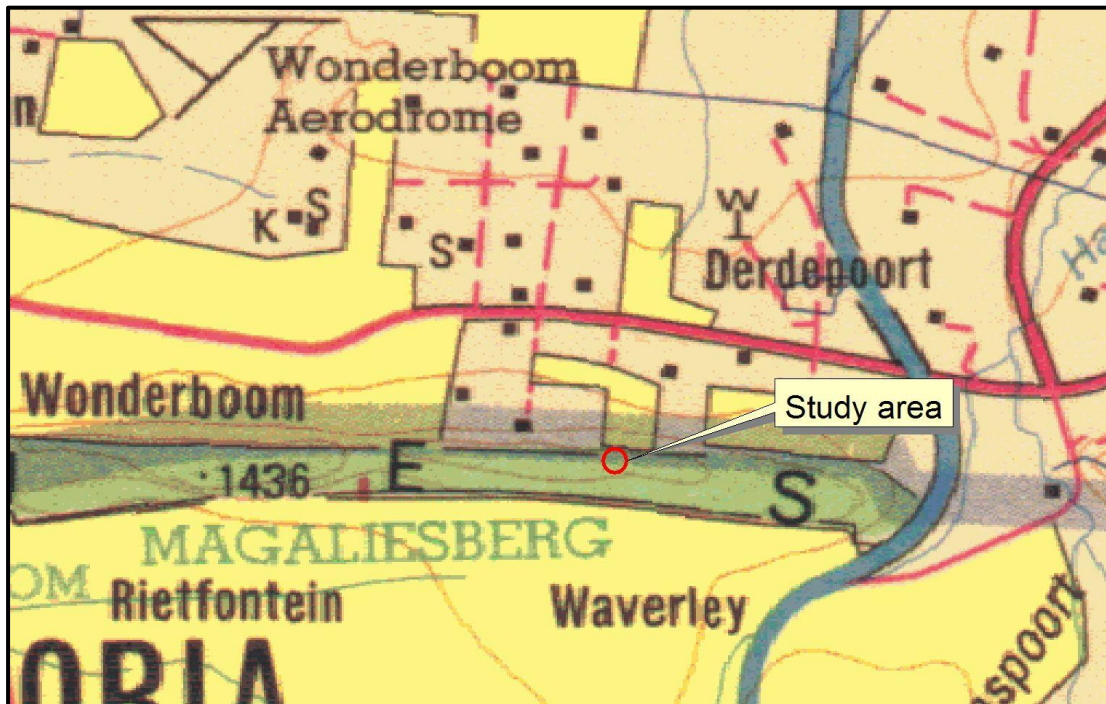 Wonderboom
Aerodrome
n
K
S
S
W
Derdepoort
Ha
Wonderboom
Study area
1436
E
S
MAGALIESBERG
OM
Rietfontein
Waverley
ORIA
spoort